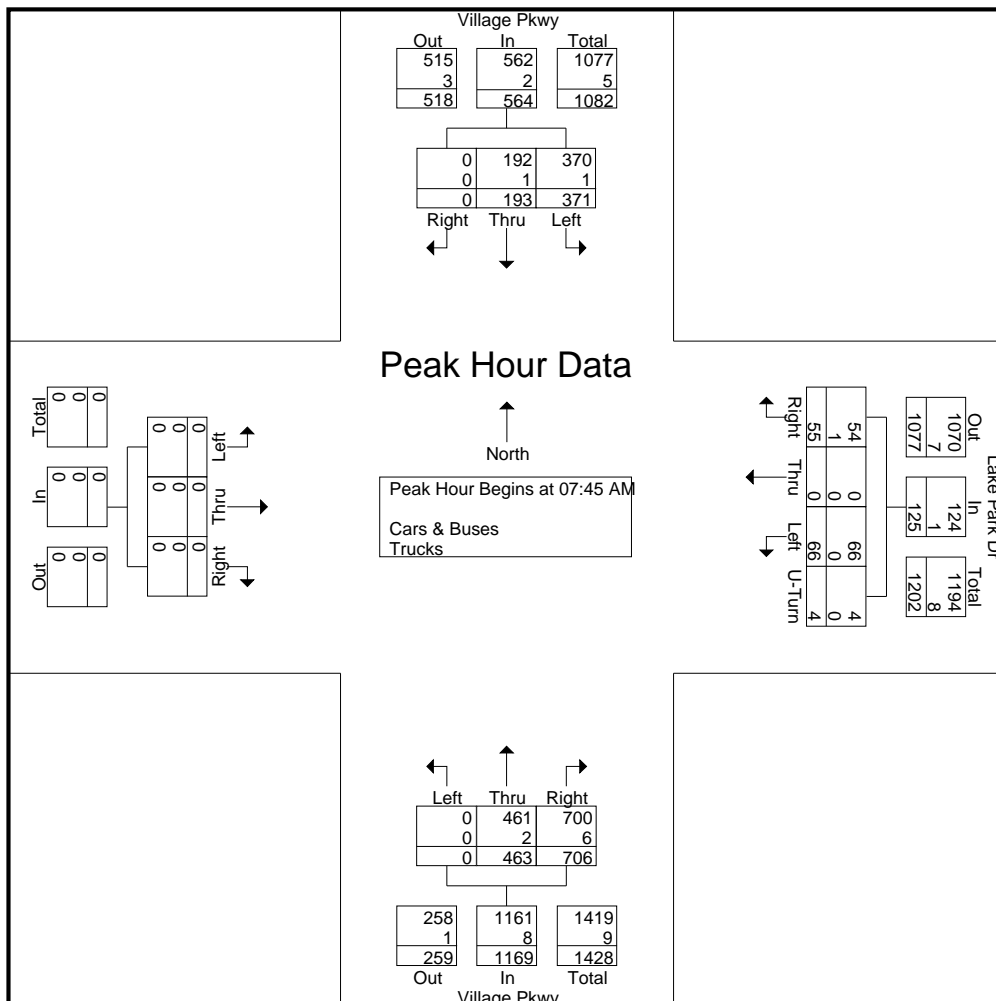 Village Pkwy
Out In Total
515 562 1077
3 2 5
518 564 1082
0 192 370
0 1 1
0 193 371
Right Thru Left
Peak Hour Data
North
Peak Hour Begins at 07:45 AM
Cars & Buses
Trucks
Total
0 0 0
In
0 0 0
Out
0 0 0
Left
0 0 0
Thru
0 0 0
Right
0 0 0
Right
54
1
55
Thru
0
0
0
Left
66
0
66
U-Turn
4
0
4
Lake Park Dr
Out In Total
1070 124 1194
7 1 8
1077 125 1202
Left Thru Right
0 461 700
0 2 6
0 463 706
258 1161 1419
1 8 9
259 1169 1428
Out In Total
Village Pkwy